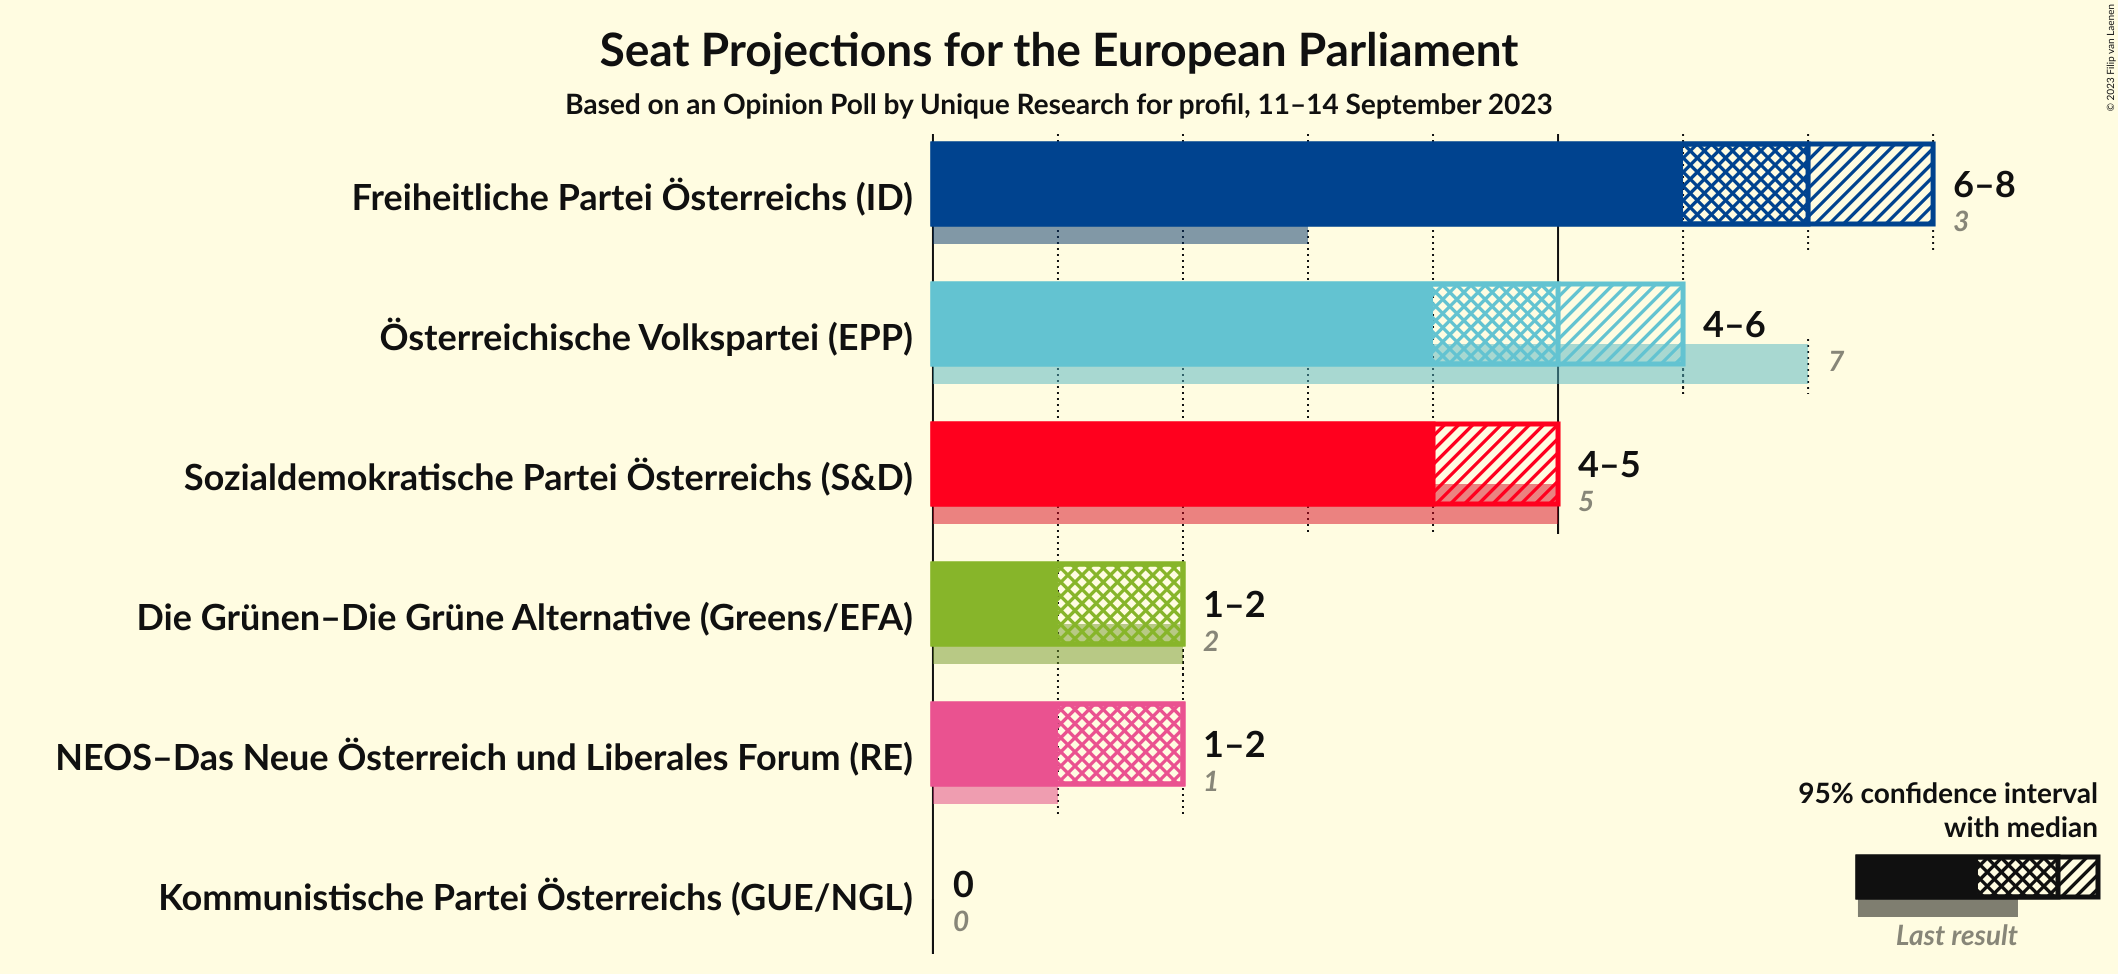 Seat Projections for the European Parliament
Based on an Opinion Poll by Unique Research for profil, 11–14 September 2023
© 2023 Filip van Laenen
Freiheitliche Partei Österreichs (ID)
6–8
3
Österreichische Volkspartei (EPP)
4–6
7
Sozialdemokratische Partei Österreichs (S&D)
4–5
5
Die Grünen–Die Grüne Alternative (Greens/EFA)
1–2
2
NEOS–Das Neue Österreich und Liberales Forum (RE)
1–2
1
Kommunistische Partei Österreichs (GUE/NGL)
0
0
95% confidence interval
with median
Last result